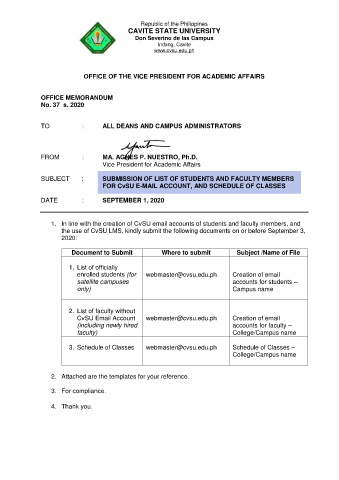 Republic of the Philippines
CAVITE STATE UNIVERSITY
Don Severino de las Campus
Indang, Cavite
www.cvsu.edu.ph
OFFICE OF THE VICE PRESIDENT FOR ACADEMIC AFFAIRS
OFFICE MEMORANDUM
No. 37 s. 2020
TO : ALL DEANS AND CAMPUS ADMINISTRATORS
FROM : MA. AGNES P. NUESTRO, Ph.D.
Vice President for Academic Affairs
SUBJECT : SUBMISSION OF LIST OF STUDENTS AND FACULTY MEMBERS
FOR CvSU E-MAIL ACCOUNT, AND SCHEDULE OF CLASSES
DATE : SEPTEMBER 1, 2020
1. In line with the creation of CvSU email accounts of students and faculty members, and
the use of CvSU LMS, kindly submit the following documents on or before September 3,
2020:
Document to Submit Where to submit Subject /Name of File
1. List of officially
enrolled students (for
satellite campuses
only)
webmaster@cvsu.edu.ph
Creation of email
accounts for students –
Campus name
2. List of faculty without
CvSU Email Account
(including newly hired
faculty)
webmaster@cvsu.edu.ph
Creation of email
accounts for faculty –
College/Campus name
3. Schedule of Classes
webmaster@cvsu.edu.ph
Schedule of Classes –
College/Campus name
2. Attached are the templates for your reference.
3. For compliance.
4. Thank you.